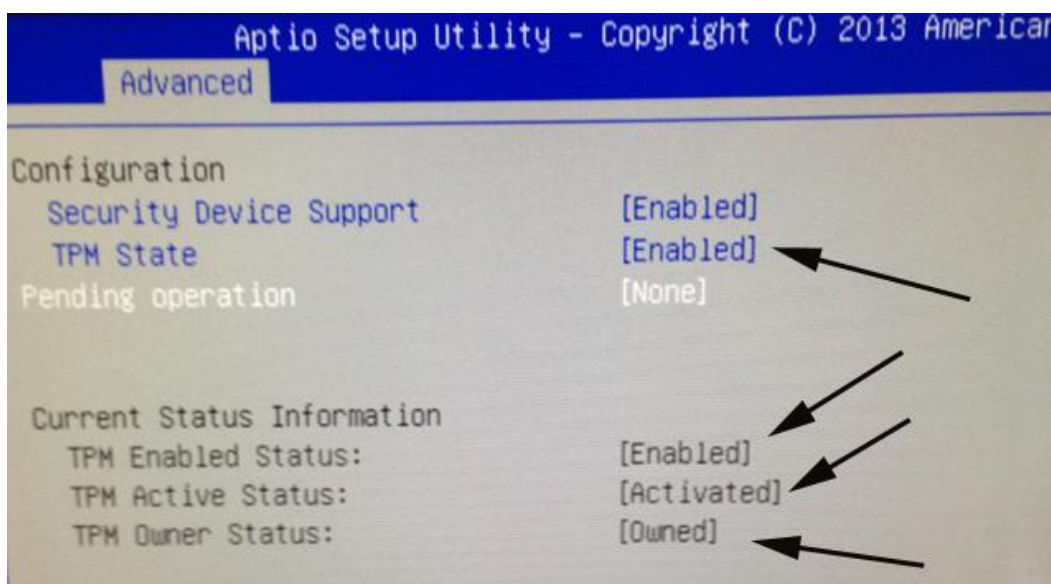 Aptio Setup Utility – Copyright (C) 2013 American
Advanced
Configuration
Security Device Support [Enabled]
TPM State [Enabled]
Pending operation [None]
Current Status Information
TPM Enabled Status: [Enabled]
TPM Active Status: [Activated]
TPM Owner Status: [Owned]